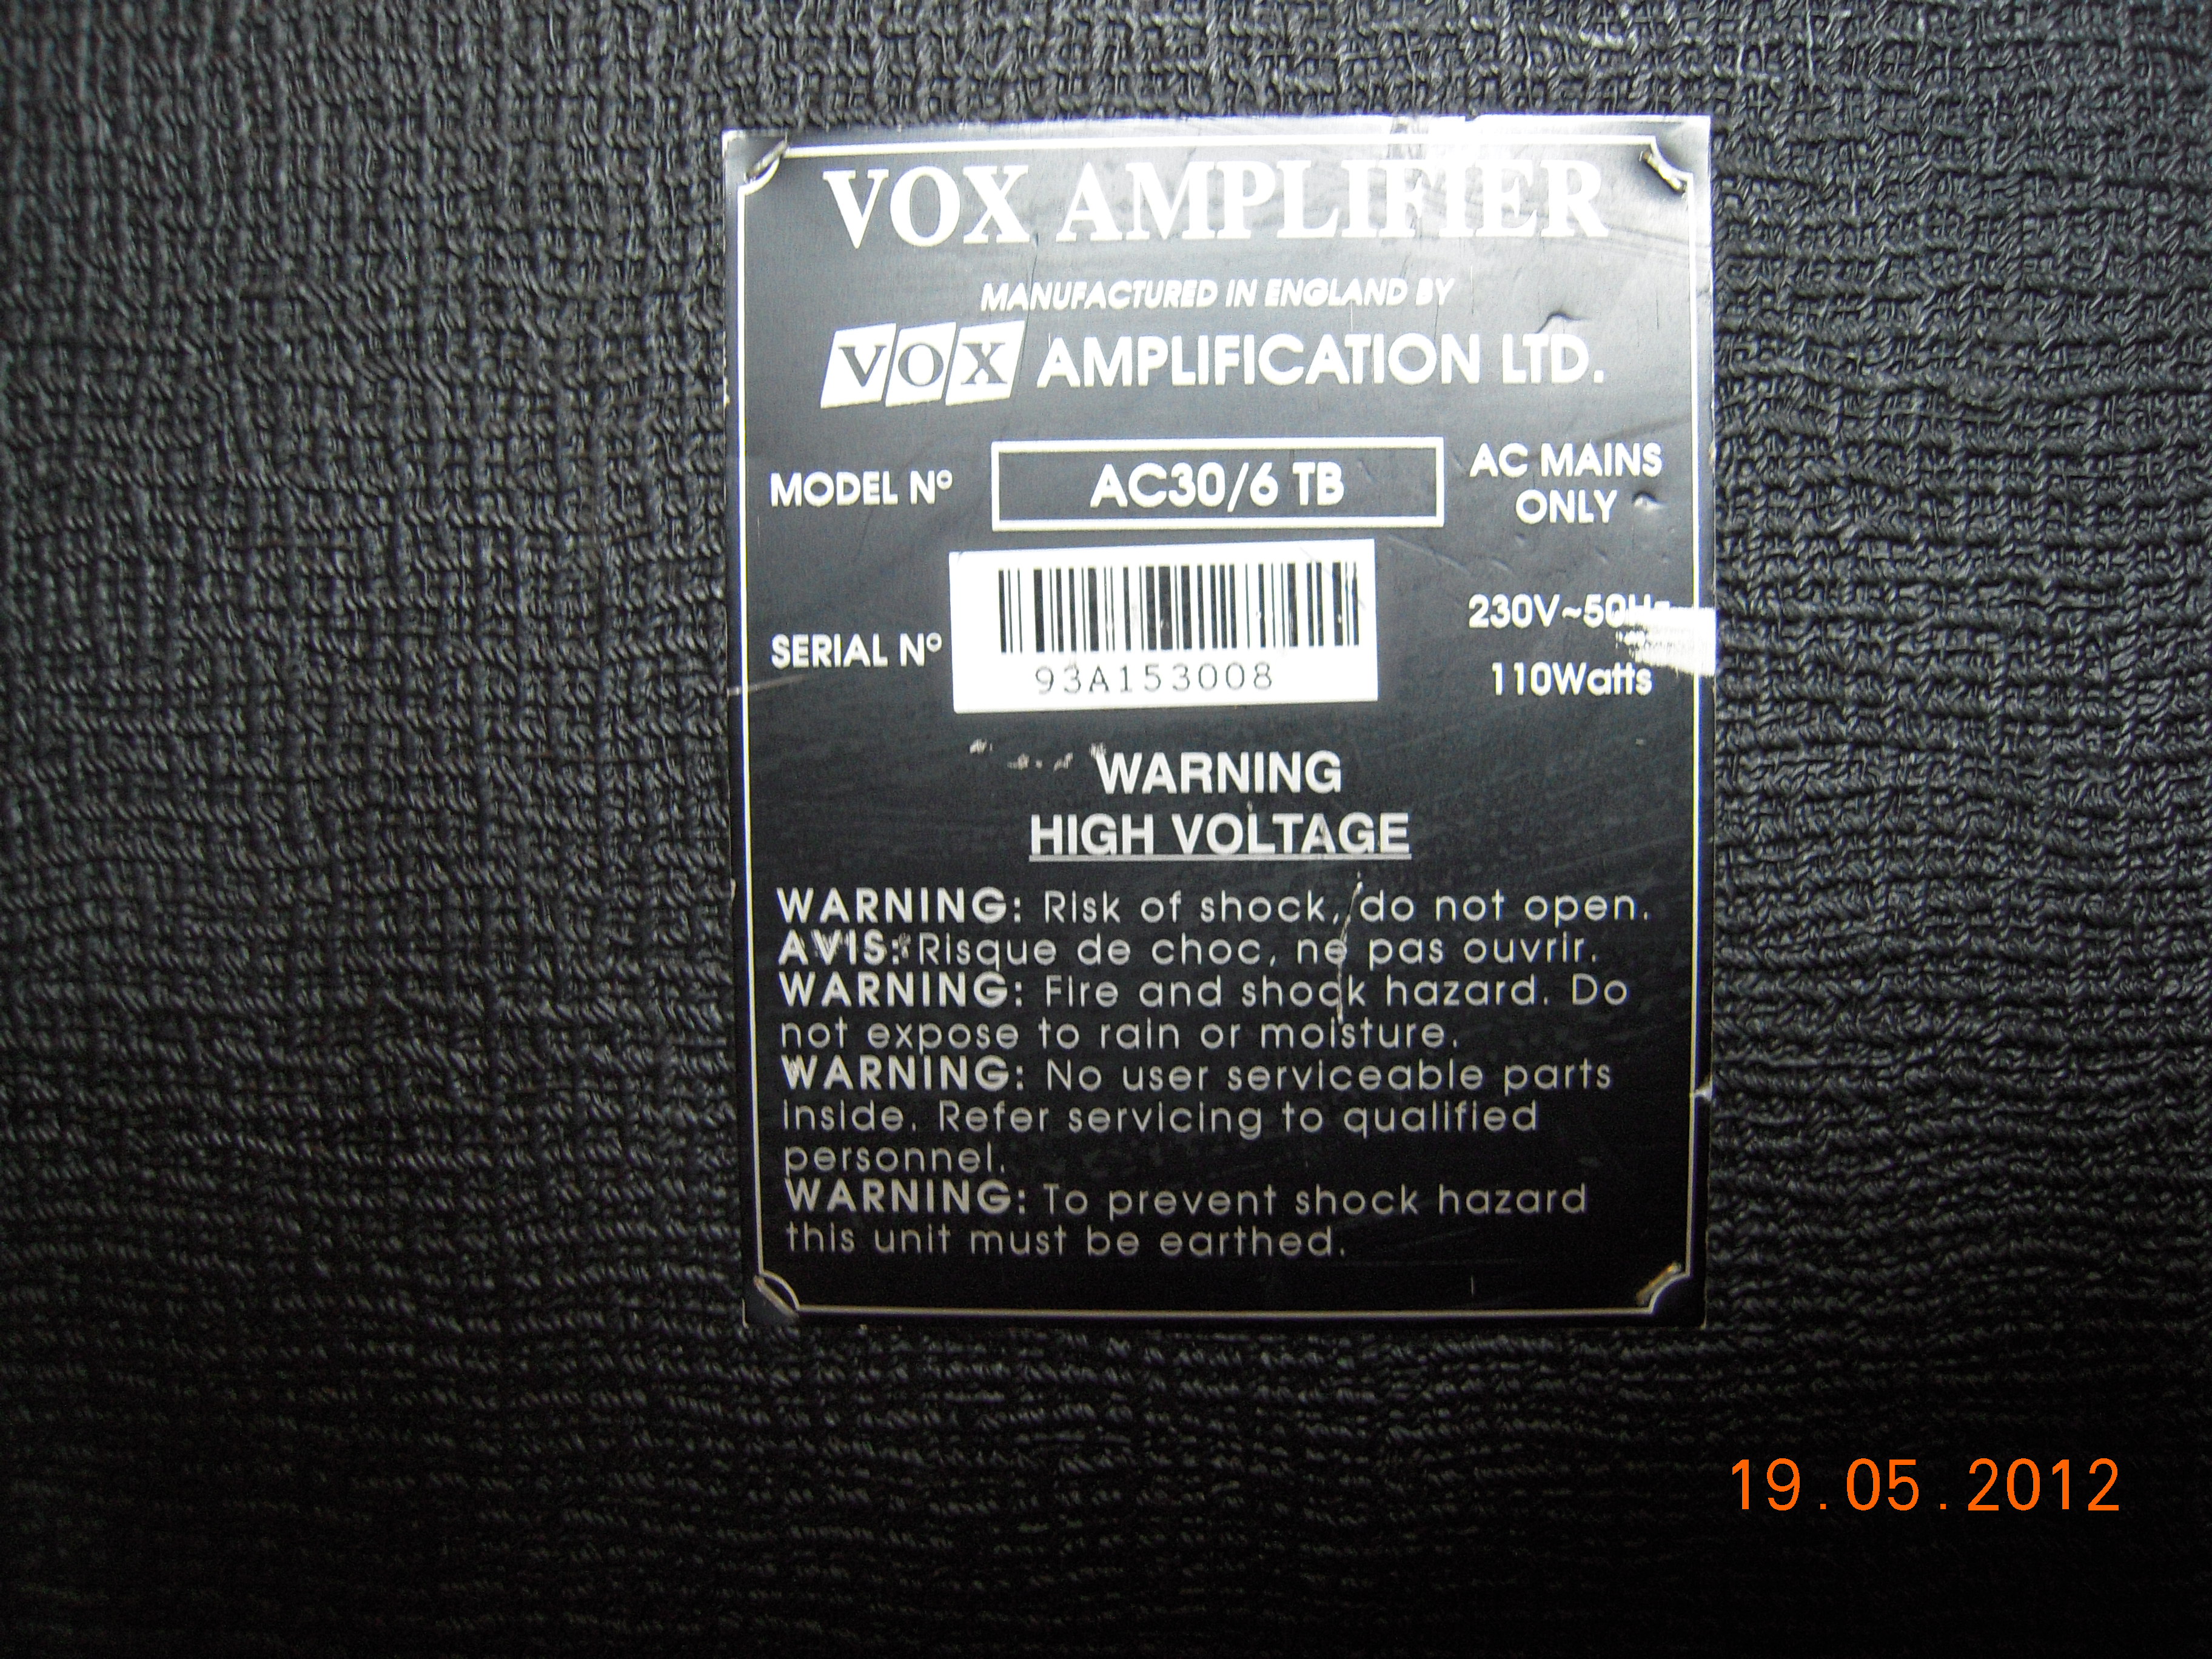 VOX AMPLIFIER
MANUFACTURED IN ENGLAND BY
VOX AMPLIFICATION LTD.
MODEL Nº AC30/6 TB AC MAINS
ONLY
230V~50Hz
SERIAL Nº 93A153008 110Watts
WARNING
HIGH VOLTAGE
WARNING: Risk of shock, do not open.
AVIS: Risque de choc, ne pas ouvrir.
WARNING: Fire and shock hazard. Do
not expose to rain or moisture.
WARNING: No user serviceable parts
inside. Refer servicing to qualified
personnel.
WARNING: To prevent shock hazard
this unit must be earthed.
19.05.2012